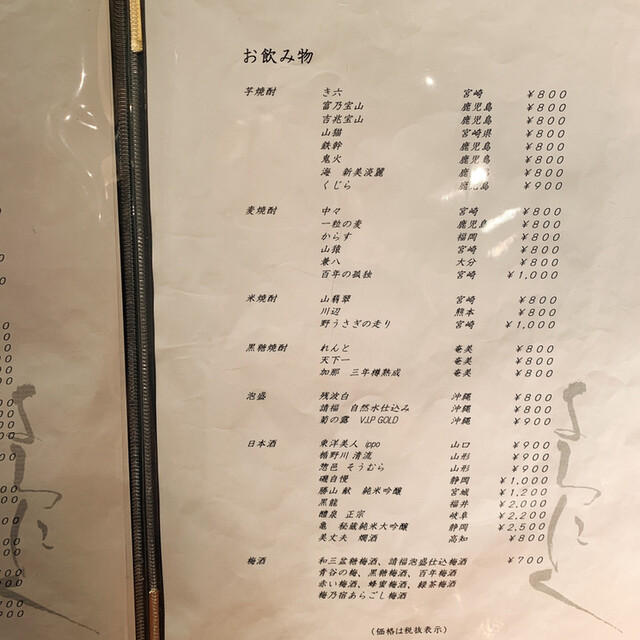 お飲み物
芋焼酎 き六 宮崎 ¥800
富乃宝山 鹿児島 ¥800
吉兆宝山 鹿児島 ¥800
山猫 宮崎県 ¥800
鉄幹 鹿児島 ¥800
鬼火 鹿児島 ¥800
海 新美淡麗 鹿児島 ¥800
くじら 鹿児島 ¥900
麦焼酎 中々 宮崎 ¥800
一粒の麦 鹿児島 ¥800
からす 福岡 ¥800
山猿 宮崎 ¥800
兼八 大分 ¥800
百年の孤独 宮崎 ¥1,000
米焼酎 山翡翠 宮崎 ¥800
川辺 熊本 ¥800
野うさぎの走り 宮崎 ¥1,000
黒糖焼酎 れんと 奄美 ¥800
天下一 奄美 ¥800
加那 三年樽熟成 奄美 ¥800
泡盛 残波白 沖縄 ¥800
請福 自然水仕込み 沖縄 ¥800
菊の露 V.I.P GOLD 沖縄 ¥900
日本酒 東洋美人 ippo 山口 ¥900
楯野川 清流 山形 ¥900
惣邑 そうむら 山形 ¥900
磯自慢 静岡 ¥1,000
勝山 献 純米吟醸 宮城 ¥1,200
黒龍 福井 ¥2,000
醴泉 正宗 岐阜 ¥2,200
亀 秘蔵純米大吟醸 静岡 ¥2,500
美丈夫 燗酒 高知 ¥800
梅酒 和三盆糖梅酒、請福泡盛仕込梅酒 ¥700
青谷の梅、黒糖梅酒、百年梅酒
赤い梅酒、蜂蜜梅酒、緑茶梅酒
梅乃宿あらごし梅酒
(価格は税抜表示)